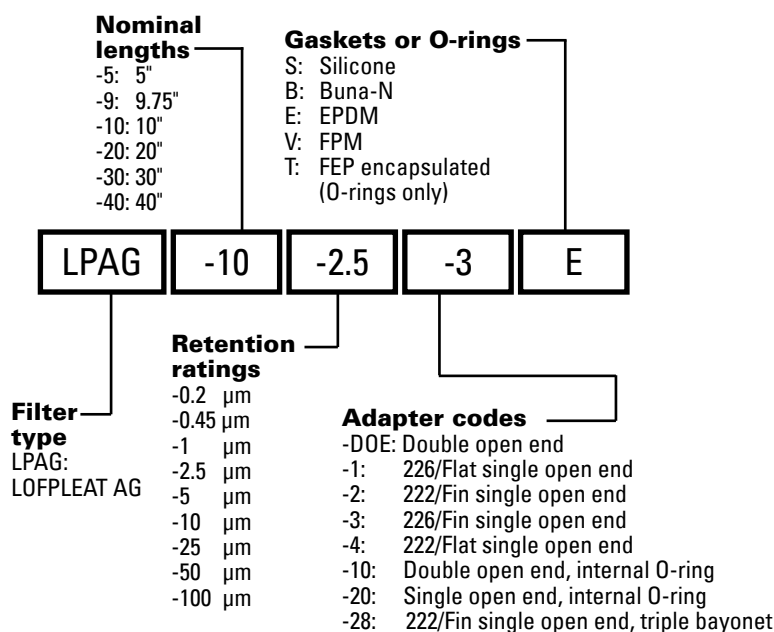 Nominal
lengths
-5: 5"
-9: 9.75"
-10: 10"
-20: 20"
-30: 30"
-40: 40"
Gaskets or O-rings
S: Silicone
B: Buna-N
E: EPDM
V: FPM
T: FEP encapsulated
(O-rings only)
LPAG -10 -2.5 -3 E
Filter
type
LPAG:
LOFPLEAT AG
Retention
ratings
-0.2 µm
-0.45 µm
-1 µm
-2.5 µm
-5 µm
-10 µm
-25 µm
-50 µm
-100 µm
Adapter codes
-DOE: Double open end
-1: 226/Flat single open end
-2: 222/Fin single open end
-3: 226/Fin single open end
-4: 222/Flat single open end
-10: Double open end, internal O-ring
-20: Single open end, internal O-ring
-28: 222/Fin single open end, triple bayonet